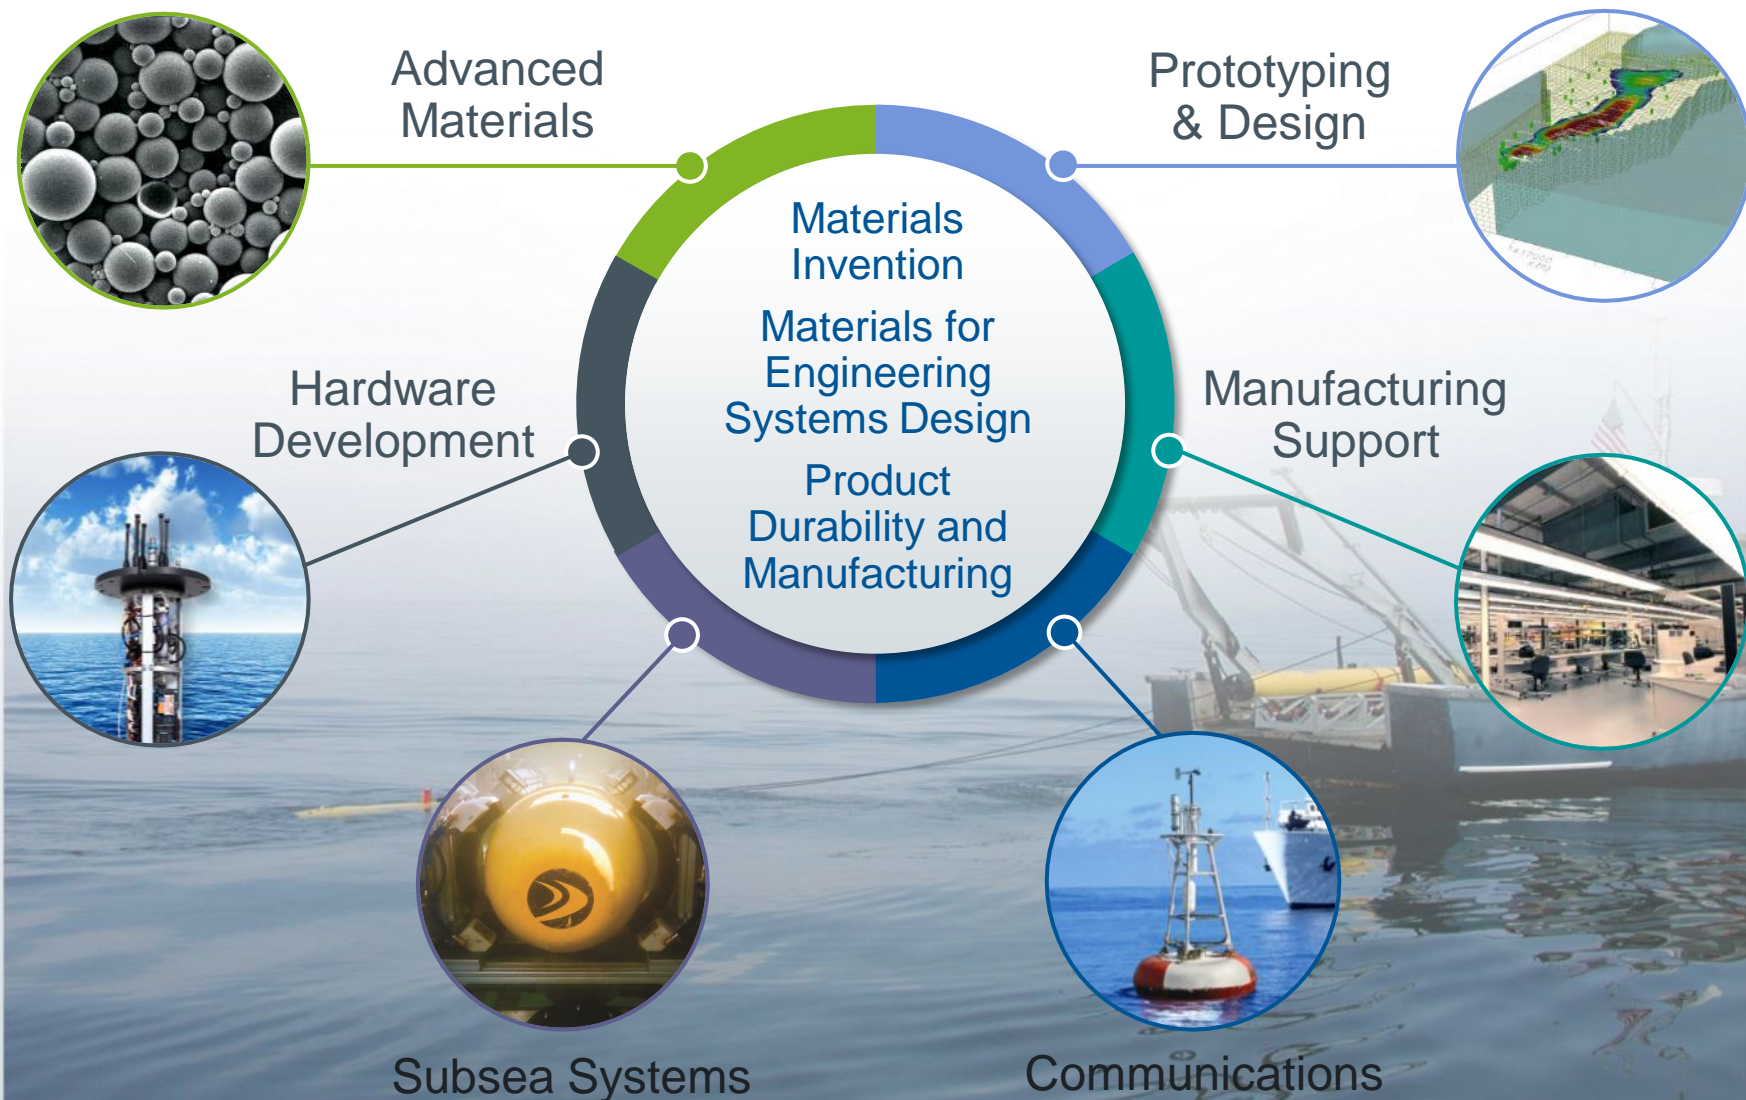 Advanced
Materials
Prototyping
& Design
Materials
Invention
Materials for
Engineering
Systems Design
Product
Durability and
Manufacturing
Hardware
Development
Manufacturing
Support
Subsea Systems
Communications